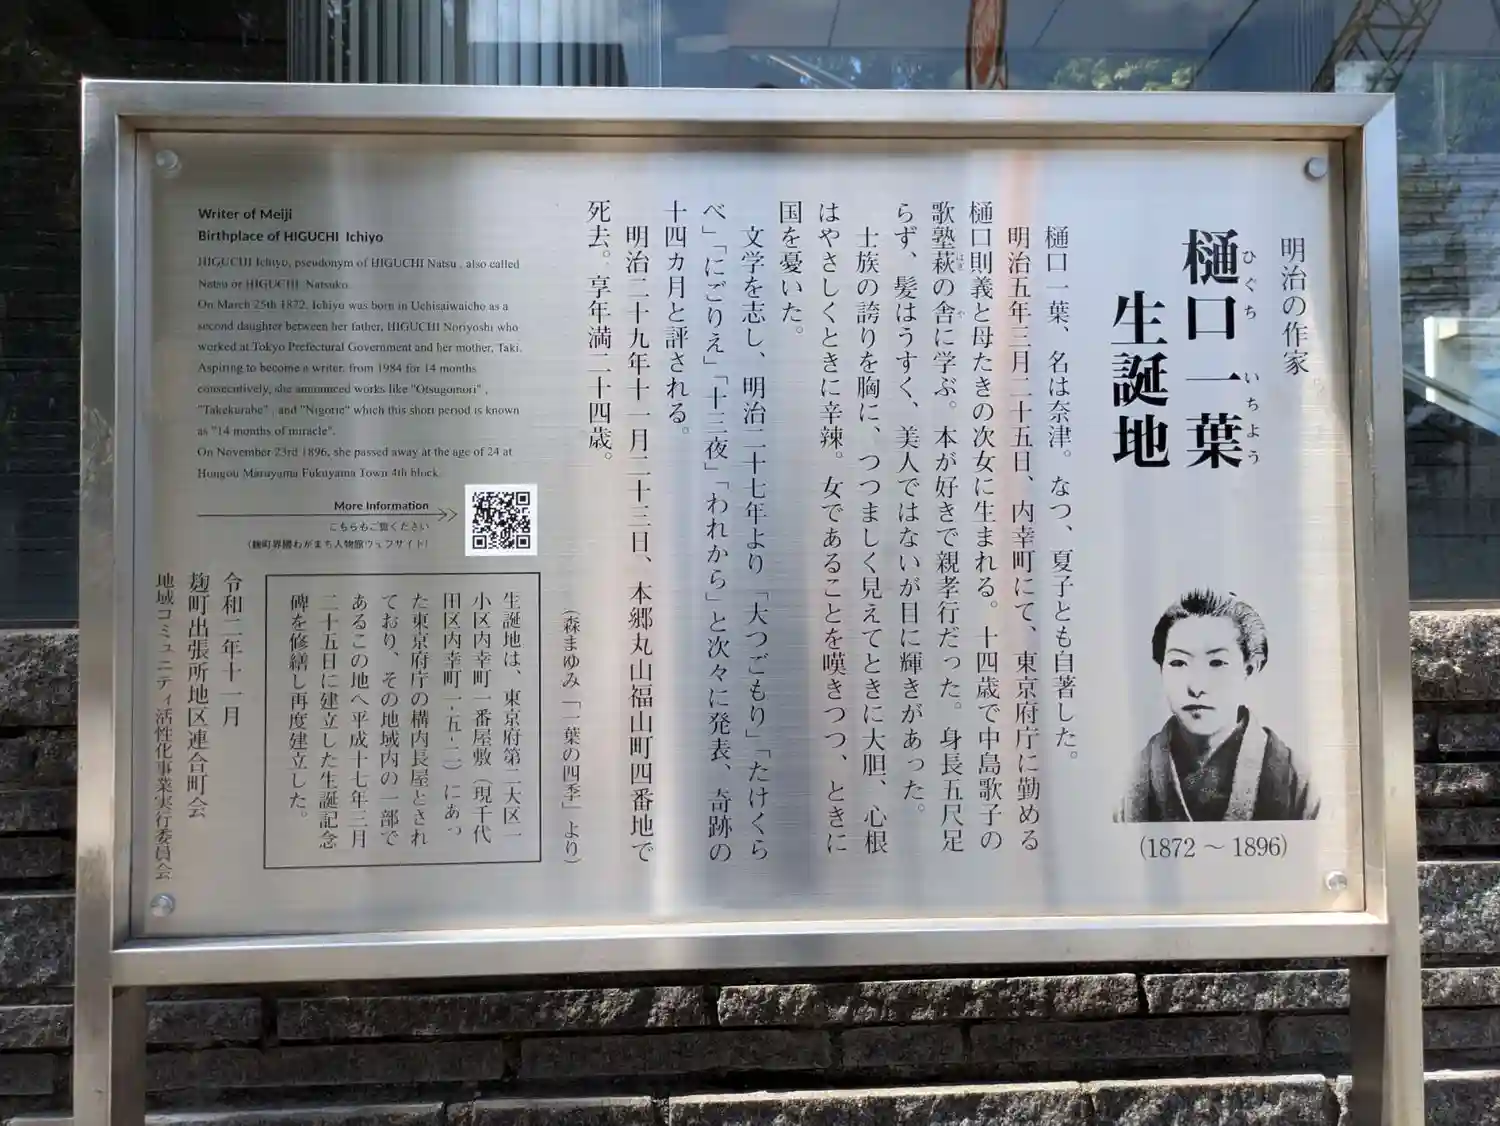 明治の作家
樋口一葉
ひぐち いちよう
生誕地
(1872 ～ 1896)
樋口一葉、名は奈津。なつ、夏子とも自著した。
明治五年三月二十五日、内幸町にて、東京府庁に勤める
樋口則義と母たきの次女に生まれる。十四歳で中島歌子の
歌塾萩の舎に学ぶ。本が好きで親孝行だった。身長五尺足
はぎ や
らず、髪はうすく、美人ではないが目に輝きがあった。
士族の誇りを胸に、つつましく見えてときに大胆、心根
はやさしくときに辛辣。女であることを嘆きつつ、ときに
国を憂いた。
文学を志し、明治二十七年より「大つごもり」「たけくら
べ」「にごりえ」「十三夜」「われから」と次々に発表、奇跡の
十四カ月と評される。
明治二十九年十一月二十三日、本郷丸山福山町四番地で
死去。享年満二十四歳。
(森まゆみ「一葉の四季」より)
Writer of Meiji
Birthplace of HIGUCHI Ichiyo
HIGUCHI Ichiyo, pseudonym of HIGUCHI Natsu , also called
Natsu or HIGUCHI Natsuko.
On March 25th 1872, Ichiyo was born in Uchisaiwaicho as a
second daughter between her father, HIGUCHI Noriyoshi who
worked at Tokyo Prefectural Government and her mother, Taki.
Aspiring to become a writer, from 1984 for 14 months
consecutively, she announced works like "Otsugomori" ,
"Takekurabe" , and "Nigorie" which this short period is known
as "14 months of miracle".
On November 23rd 1896, she passed away at the age of 24 at
Hongou Maruyama Fukuyama Town 4th block.
More Information
こちらもご覧ください
(麹町界隈わがまち人物館ウェブサイト)
生誕地は、東京府第二大区一
小区内幸町一番屋敷（現千代
田区内幸町一-五-二）にあっ
た東京府庁の構内長屋とされ
ており、その地域内の一部で
あるこの地へ平成十七年三月
二十五日に建立した生誕記念
碑を修繕し再度建立した。
令和二年十一月
麹町出張所地区連合町会
地域コミュニティ活性化事業実行委員会